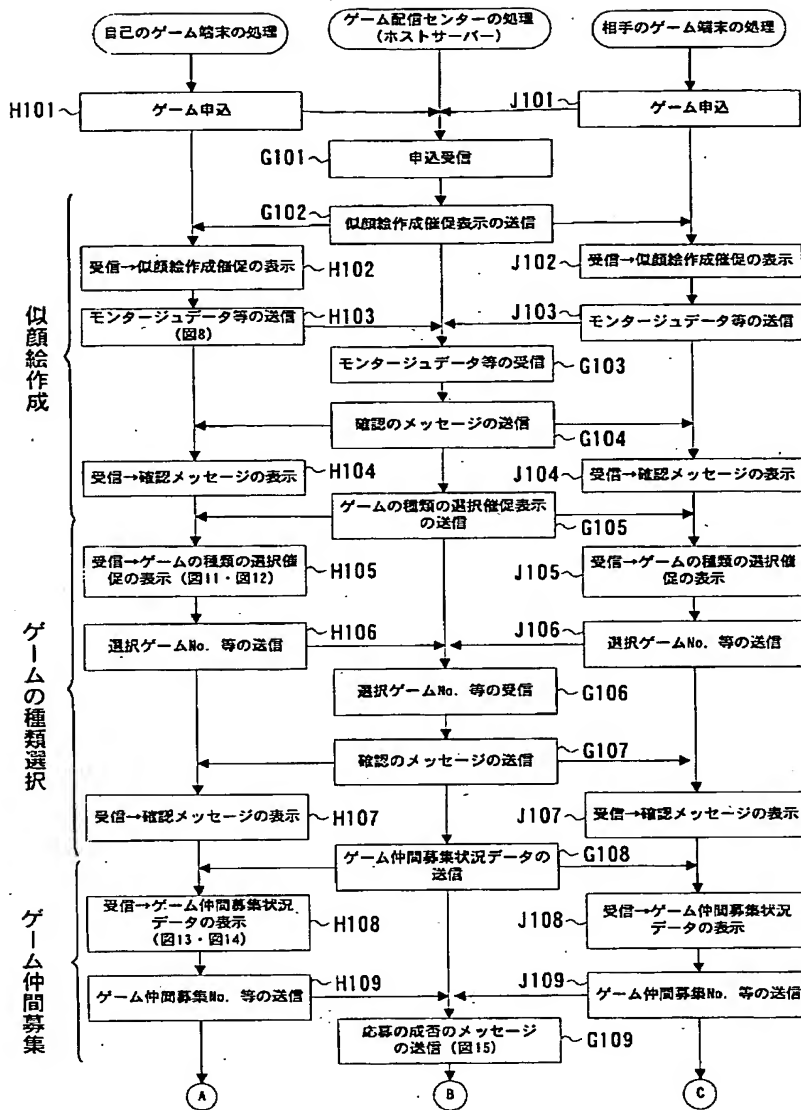 自己のゲーム端末の処理
ゲーム配信センターの処理
(ホストサーバー)
相手のゲーム端末の処理
H101
ゲーム申込
J101
ゲーム申込
G101
申込受信
G102
似顔絵作成催促表示の送信
受信→似顔絵作成催促の表示
H102
J102
受信→似顔絵作成催促の表示
モンタージュデータ等の送信
(図8)
H103
J103
モンタージュデータ等の送信
モンタージュデータ等の受信
G103
確認のメッセージの送信
G104
受信→確認メッセージの表示
H104
J104
受信→確認メッセージの表示
似顔絵作成
ゲームの種類の選択催促表示
の送信
G105
受信→ゲームの種類の選択催
促の表示(図11・図12)
H105
J105
受信→ゲームの種類の選択催
促の表示
選択ゲームNo. 等の送信
H106
J106
選択ゲームNo. 等の送信
選択ゲームNo. 等の受信
G106
確認のメッセージの送信
G107
受信→確認メッセージの表示
H107
J107
受信→確認メッセージの表示
ゲームの種類選択
ゲーム仲間募集状況データの
送信
G108
受信→ゲーム仲間募集状況
データの表示
(図13・図14)
H108
J108
受信→ゲーム仲間募集状況
データの表示
ゲーム仲間募集No. 等の送信
H109
J109
ゲーム仲間募集No. 等の送信
応募の成否のメッセージ
の送信(図15)
G109
ゲーム仲間募集
A
B
C